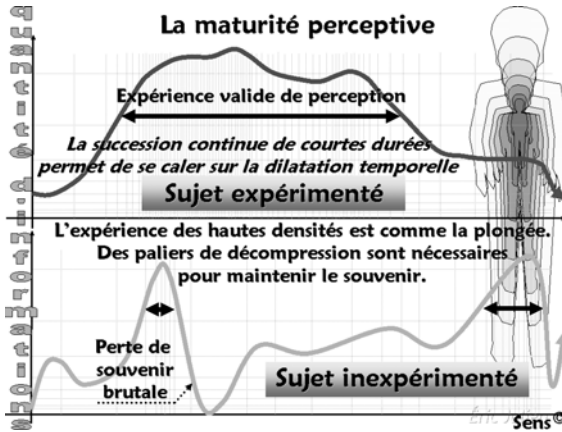 La maturité perceptive
quantité d'informations
Expérience valide de perception
La succession continue de courtes durées
permet de se caler sur la dilatation temporelle
Sujet expérimenté
L'expérience des hautes densités est comme la plongée.
Des paliers de décompression sont nécessaires
pour maintenir le souvenir.
Perte de
souvenir
brutale
Sujet inexpérimenté
Sens©